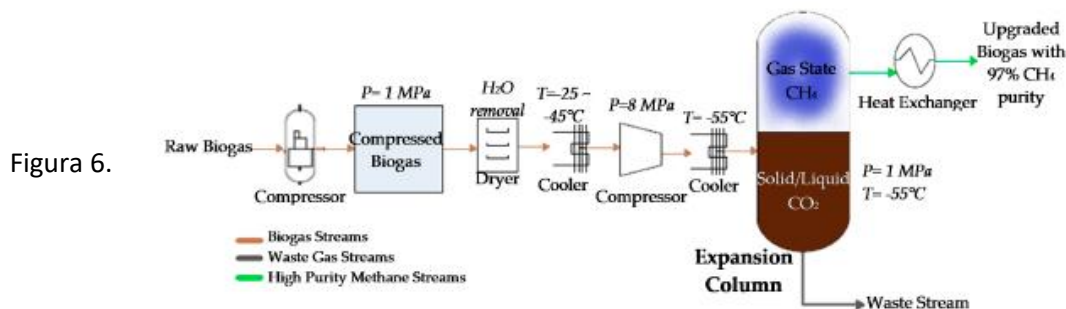 Figura 6.
Raw Biogas
Compressor
P= 1 MPa
Compressed
Biogas
H₂O
removal
Dryer
T=-25 ~
-45°C
Cooler
P=8 MPa
Compressor
T= -55°C
Cooler
Gas State
CH₄
Solid/Liquid
CO₂
P= 1 MPa
T= -55°C
Expansion
Column
Heat Exchanger
Upgraded
Biogas with
97% CH₄
purity
Waste Stream
Biogas Streams
Waste Gas Streams
High Purity Methane Streams